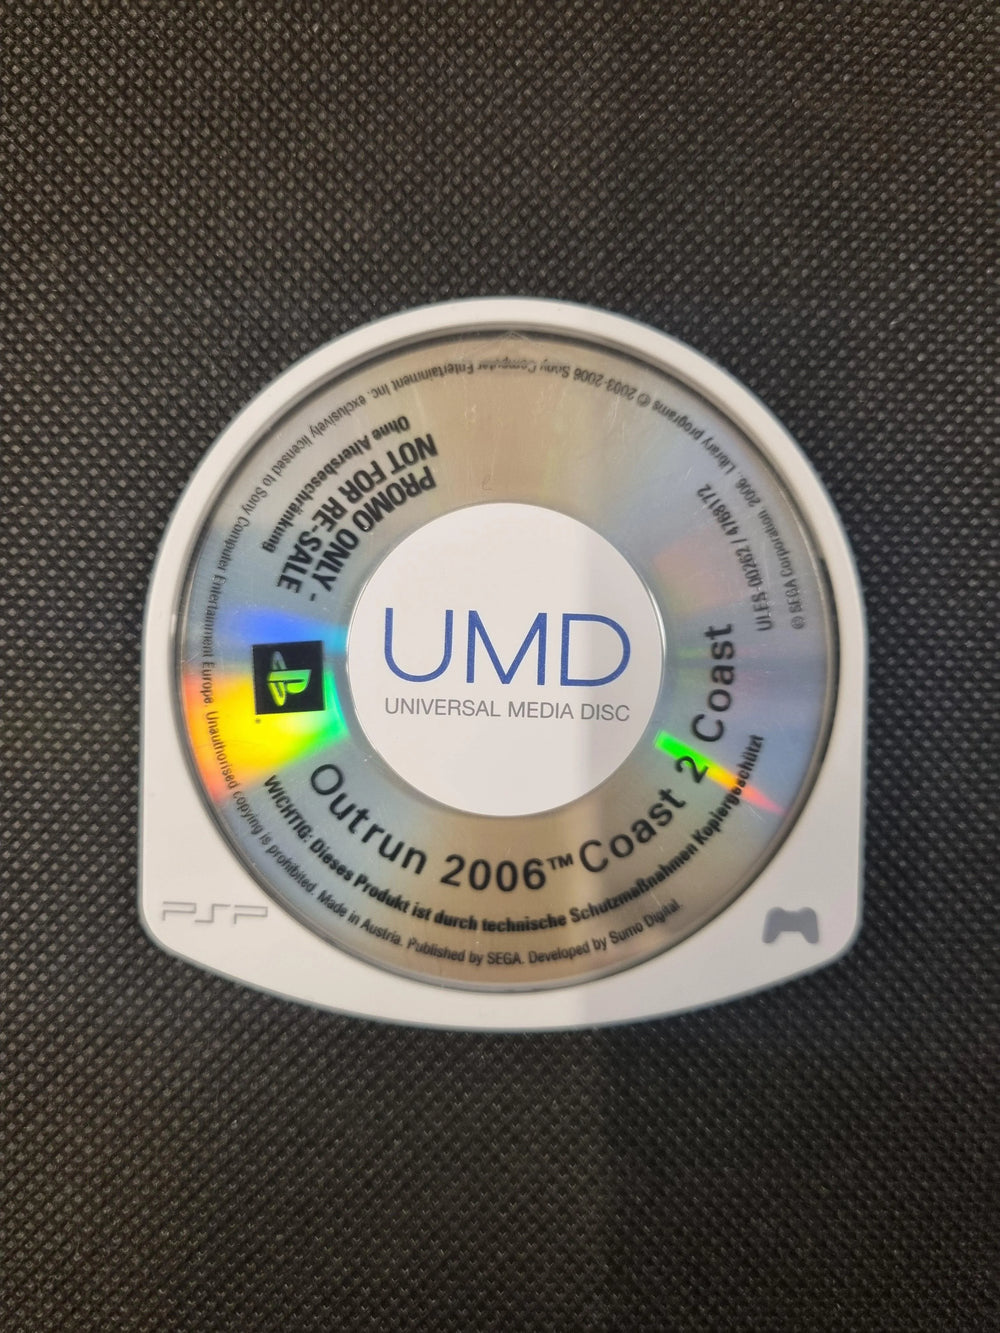 UMD
UNIVERSAL MEDIA DISC
PROMO ONLY -
NOT FOR RE-SALE
Ohne Altersbeschränkung
ULES-00262 / 4768172
Outrun 2006™ Coast 2 Coast
WICHTIG: Dieses Produkt ist durch technische Schutzmaßnahmen Kopiergeschützt
© SEGA Corporation, 2006. Library programs © 2003-2006 Sony Computer Entertainment Inc. exclusively licensed to Sony Computer Entertainment Europe. Unauthorised copying is prohibited. Made in Austria. Published by SEGA. Developed by Sumo Digital.
PSP